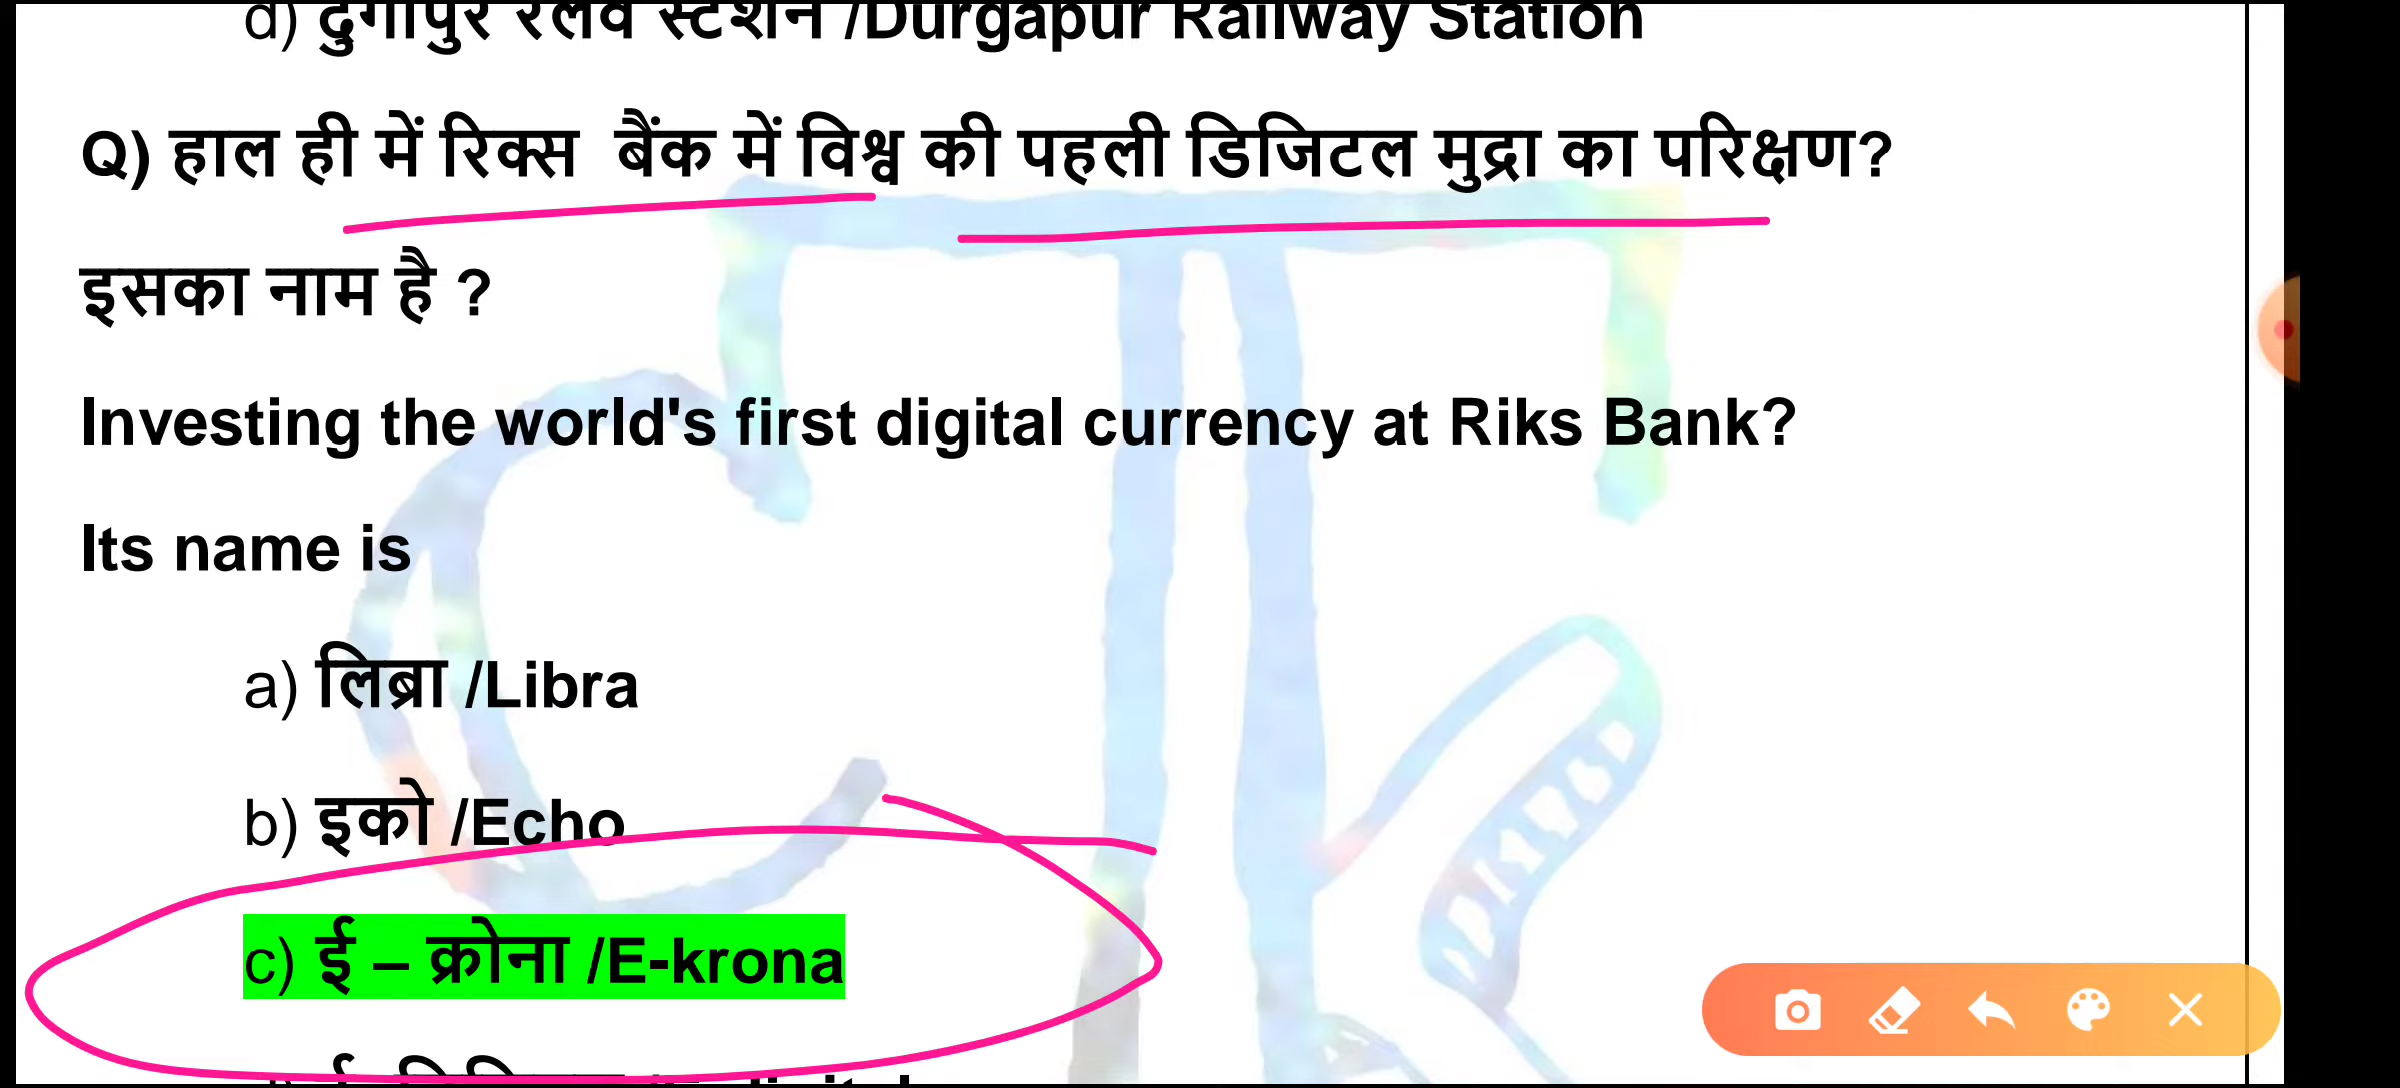 d) दुर्गापुर रेलवे स्टेशन /Durgapur Railway Station
Q) हाल ही में रिक्स बैंक में विश्व की पहली डिजिटल मुद्रा का परिक्षण?
इसका नाम है ?
Investing the world's first digital currency at Riks Bank?
Its name is
a) लिब्रा /Libra
b) इको /Echo
c) ई – क्रोना /E-krona